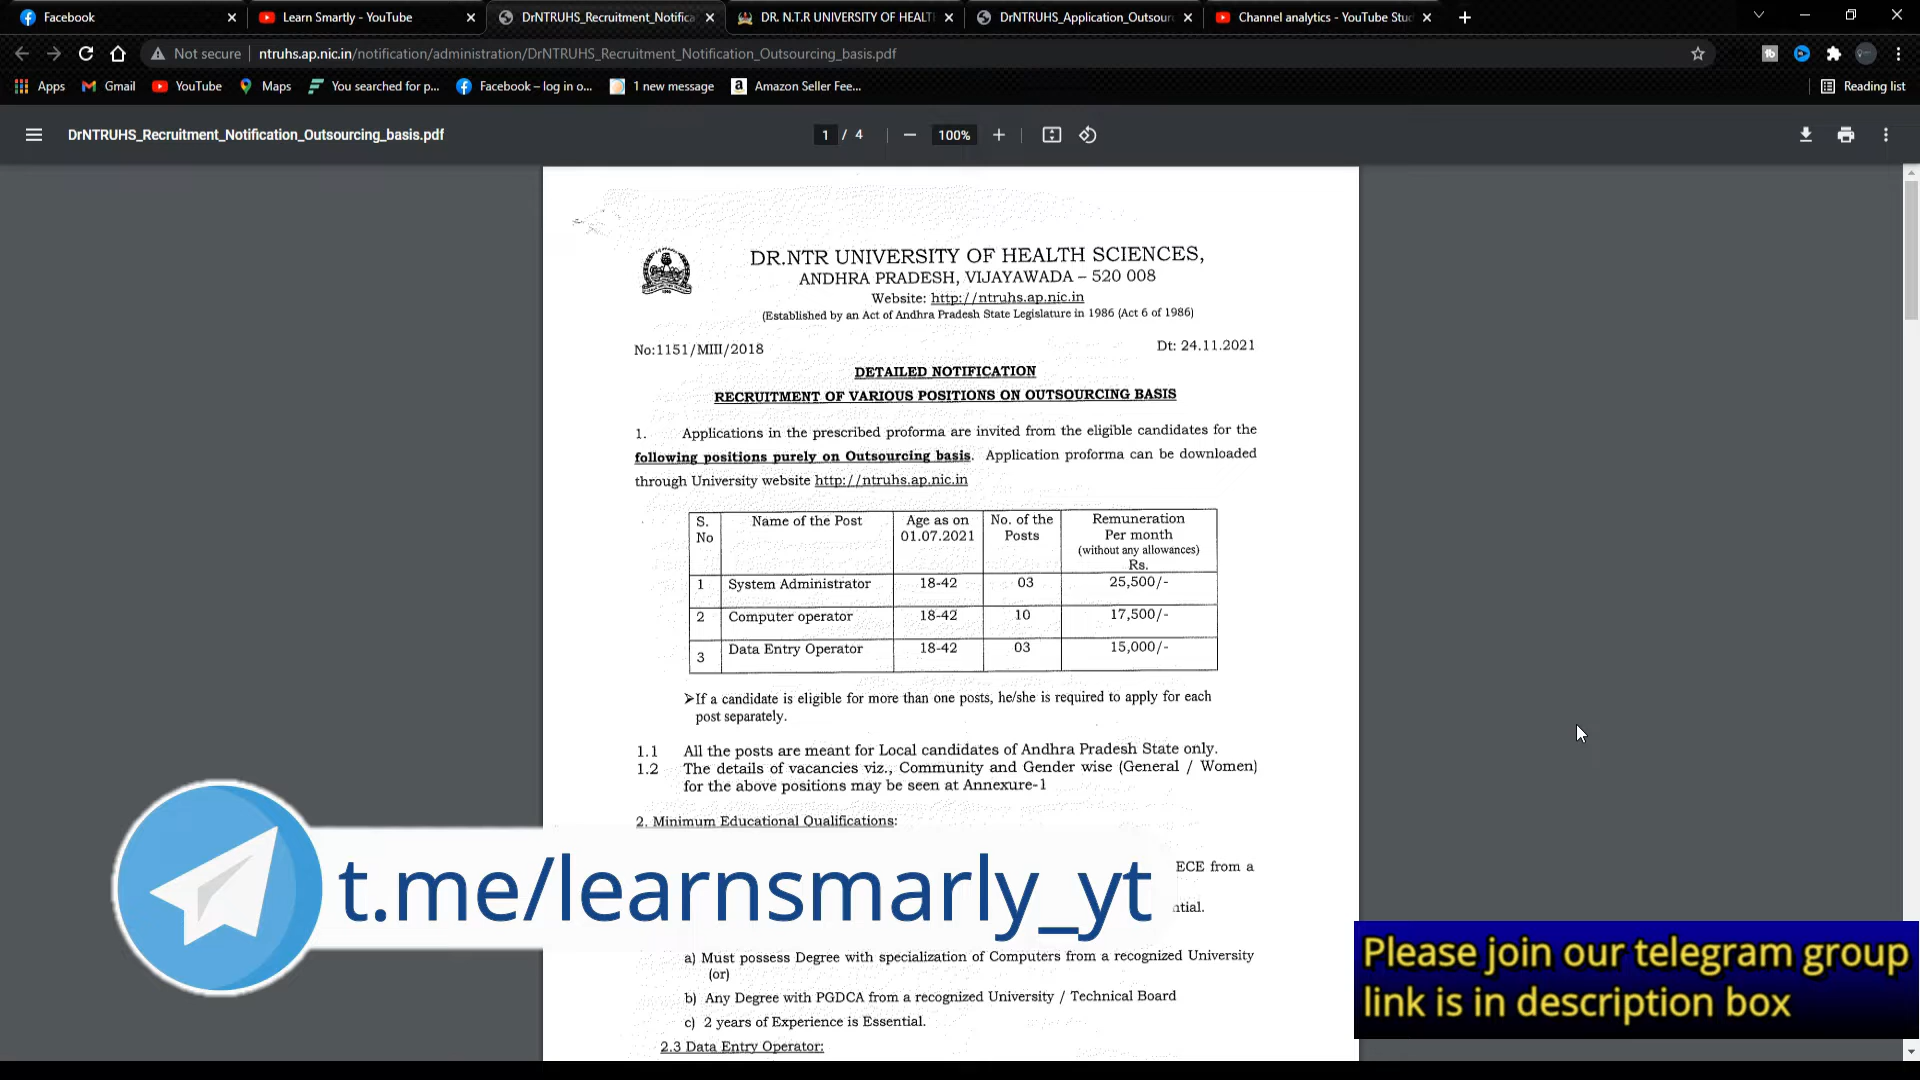 Facebook
Learn Smartly - YouTube
DrNTRUHS_Recruitment_Notifica
DR. N.T.R UNIVERSITY OF HEALT
DrNTRUHS_Application_Outsour
Channel analytics - YouTube Stu
Not secure
ntruhs.ap.nic.in/notification/administration/DrNTRUHS_Recruitment_Notification_Outsourcing_basis.pdf
Apps
Gmail
YouTube
Maps
You searched for p...
Facebook – log in o...
1 new message
Amazon Seller Fee...
Reading list
DrNTRUHS_Recruitment_Notification_Outsourcing_basis.pdf
1 / 4
100%
DR.NTR UNIVERSITY OF HEALTH SCIENCES,
ANDHRA PRADESH, VIJAYAWADA – 520 008
Website: http://ntruhs.ap.nic.in
(Established by an Act of Andhra Pradesh State Legislature in 1986 (Act 6 of 1986)
No:1151/MIII/2018 Dt: 24.11.2021
DETAILED NOTIFICATION
RECRUITMENT OF VARIOUS POSITIONS ON OUTSOURCING BASIS
1. Applications in the prescribed proforma are invited from the eligible candidates for the
following positions purely on Outsourcing basis. Application proforma can be downloaded
through University website http://ntruhs.ap.nic.in
S. No Name of the Post Age as on 01.07.2021 No. of the Posts Remuneration Per month (without any allowances) Rs.
1 System Administrator 18-42 03 25,500/-
2 Computer operator 18-42 10 17,500/-
3 Data Entry Operator 18-42 03 15,000/-
➢If a candidate is eligible for more than one posts, he/she is required to apply for each
post separately.
1.1 All the posts are meant for Local candidates of Andhra Pradesh State only.
1.2 The details of vacancies viz., Community and Gender wise (General / Women)
for the above positions may be seen at Annexure-1
2. Minimum Educational Qualifications:
ECE from a
ntial.
t.me/learnsmarly_yt
a) Must possess Degree with specialization of Computers from a recognized University
(or)
b) Any Degree with PGDCA from a recognized University / Technical Board
c) 2 years of Experience is Essential.
2.3 Data Entry Operator:
Please join our telegram group
link is in description box